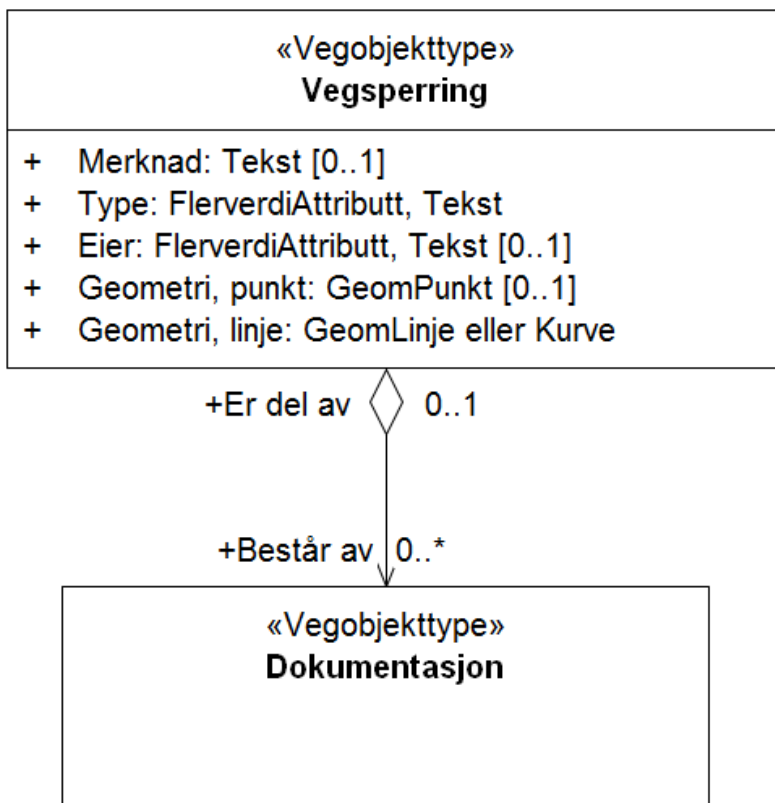 «Vegobjekttype»
Vegsperring
+ Merknad: Tekst [0..1]
+ Type: FlerverdiAttributt, Tekst
+ Eier: FlerverdiAttributt, Tekst [0..1]
+ Geometri, punkt: GeomPunkt [0..1]
+ Geometri, linje: GeomLinje eller Kurve
+Er del av 0..1
+Består av 0..*
«Vegobjekttype»
Dokumentasjon